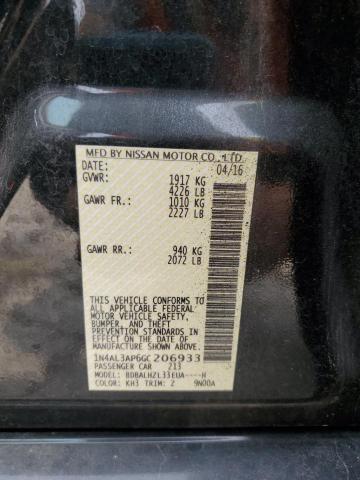 MFD BY NISSAN MOTOR CO., LTD.
DATE: 04/16
GVWR: 1917 KG
4226 LB
GAWR FR.: 1010 KG
2227 LB
GAWR RR.: 940 KG
2072 LB
THIS VEHICLE CONFORMS TO
ALL APPLICABLE FEDERAL
MOTOR VEHICLE SAFETY,
BUMPER, AND THEFT
PREVENTION STANDARDS IN
EFFECT ON THE DATE OF
MANUFACTURE SHOWN ABOVE.
1N4AL3AP6GC206933
PASSENGER CAR 213
MODEL: BDBALHZL33EUA----H
COLOR: KH3 TRIM: Z 9N00A